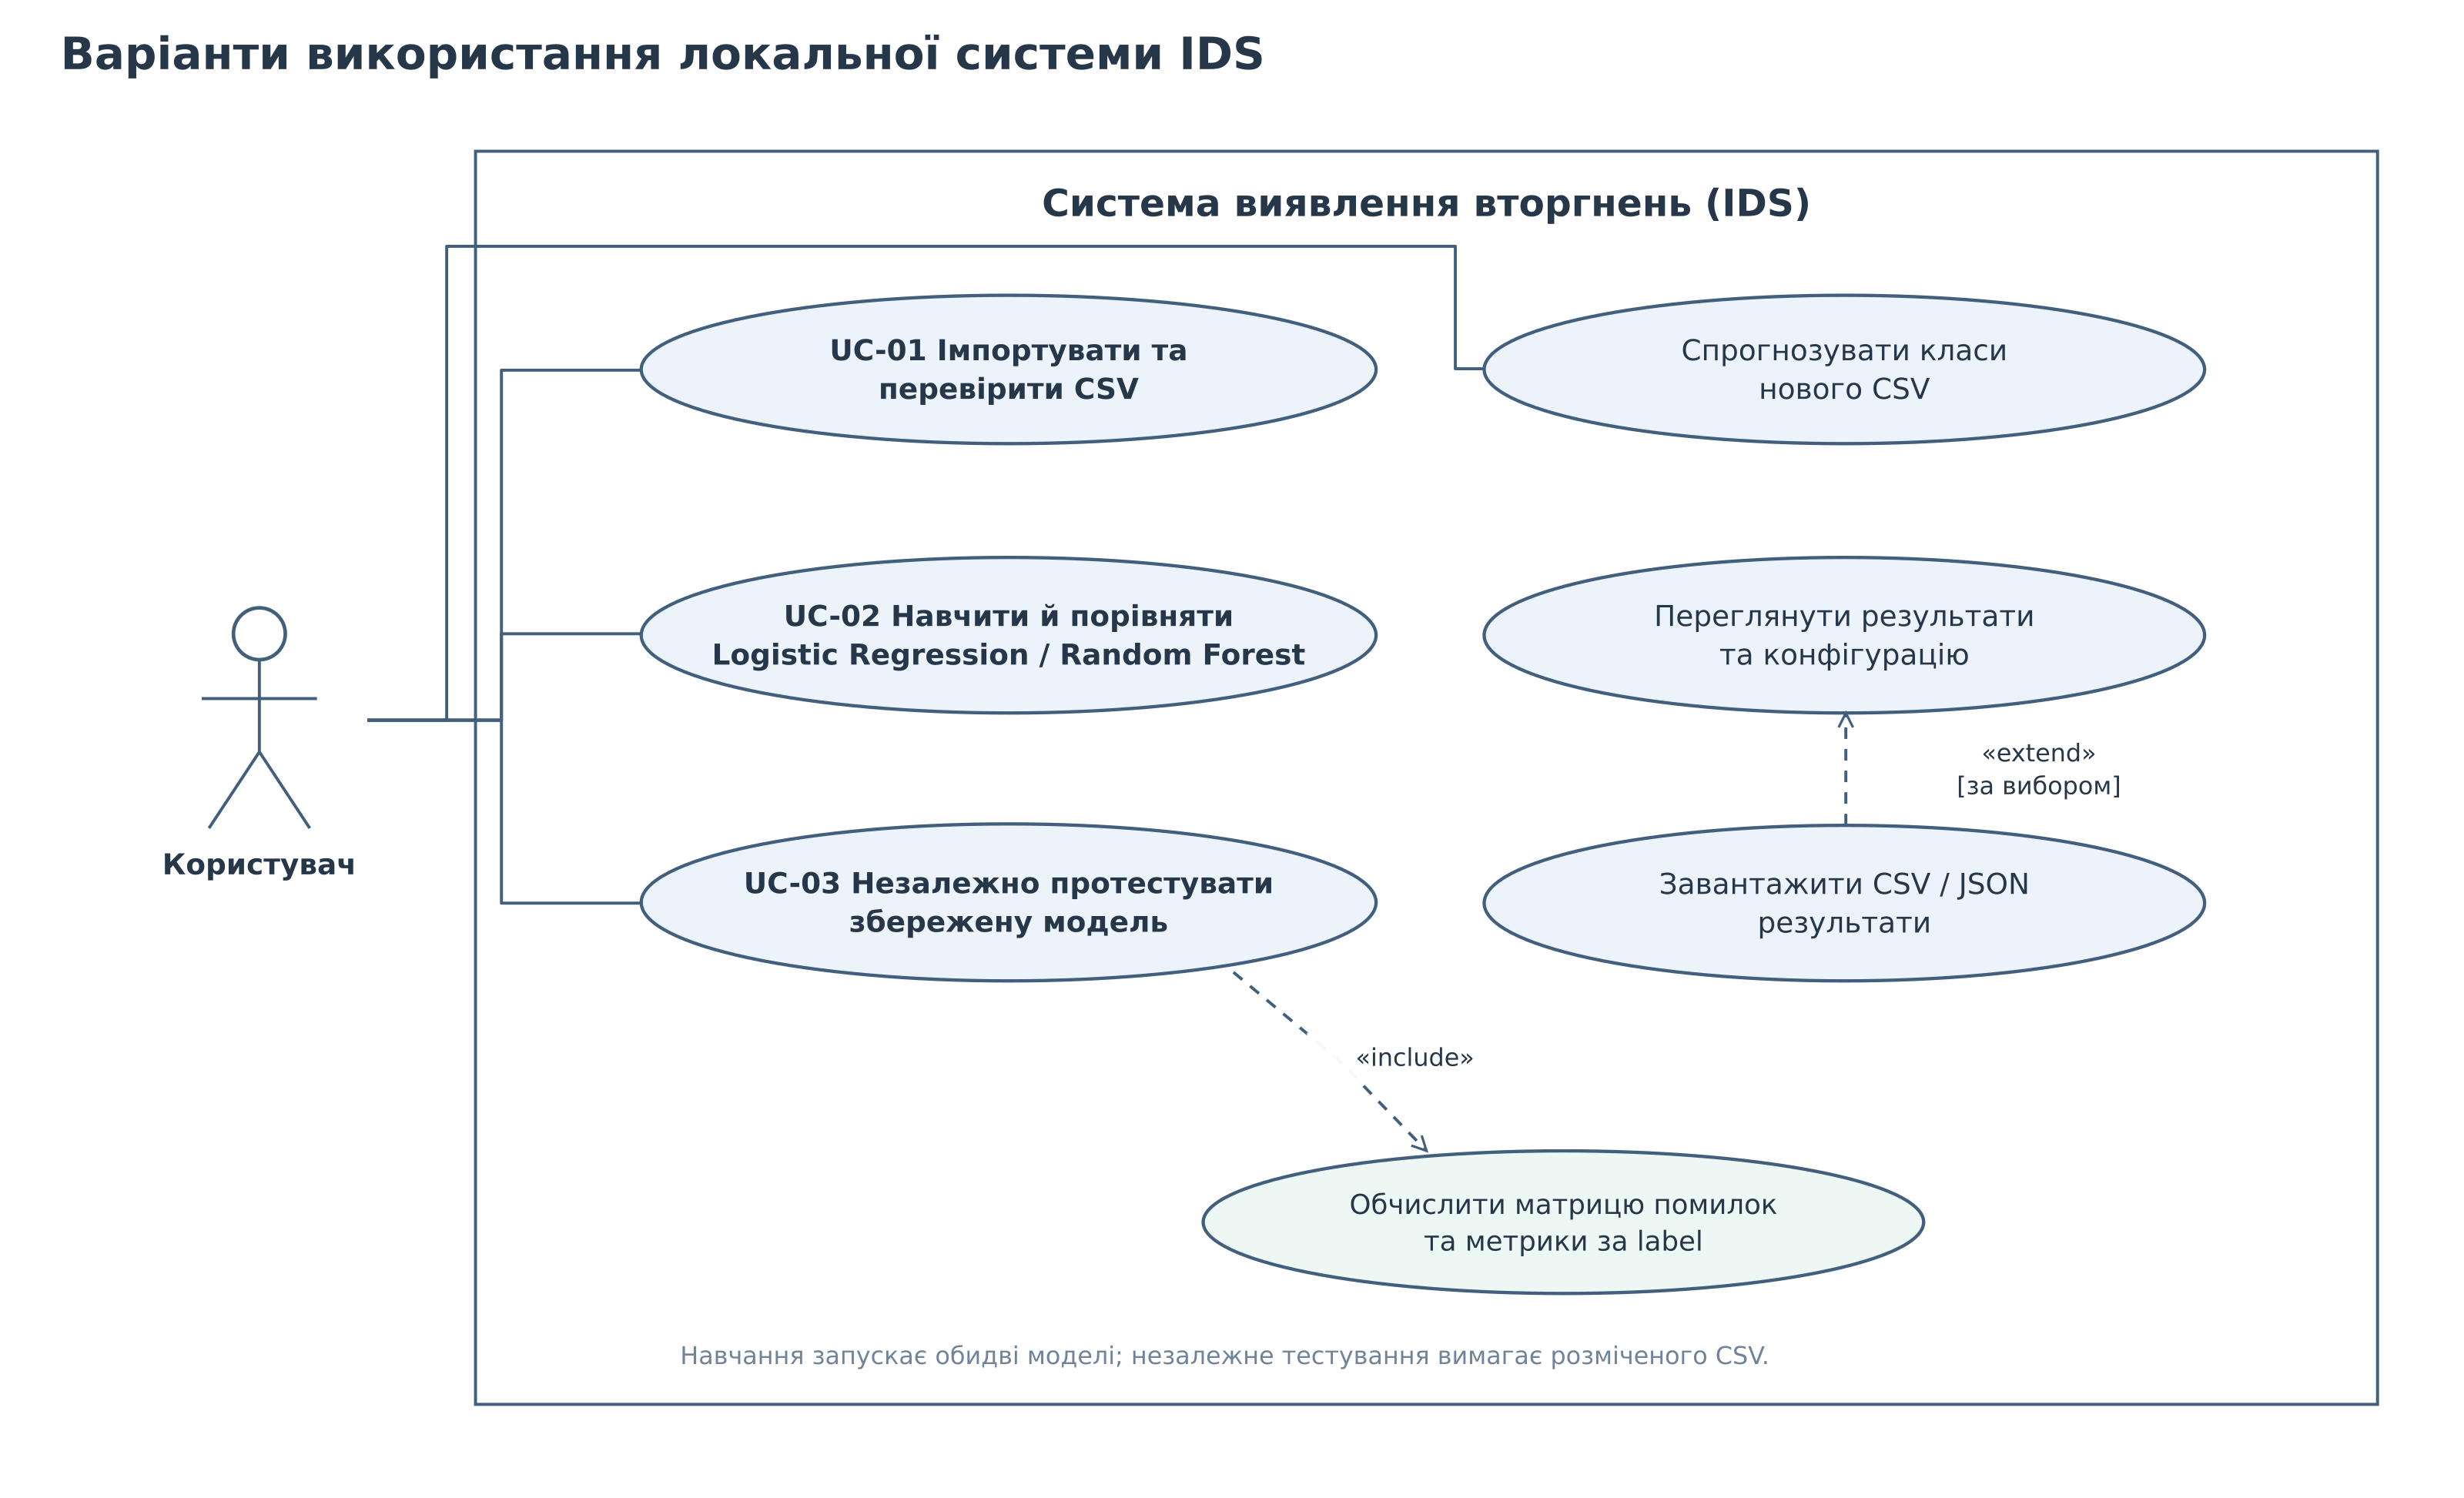 Варіанти використання локальної системи IDS
Система виявлення вторгнень (IDS)
UC-01 Імпортувати та
перевірити CSV
Спрогнозувати класи
нового CSV
UC-02 Навчити й порівняти
Logistic Regression / Random Forest
Переглянути результати
та конфігурацію
«extend»
[за вибором]
Користувач
UC-03 Незалежно протестувати
збережену модель
Завантажити CSV / JSON
результати
«include»
Обчислити матрицю помилок
та метрики за label
Навчання запускає обидві моделі; незалежне тестування вимагає розміченого CSV.